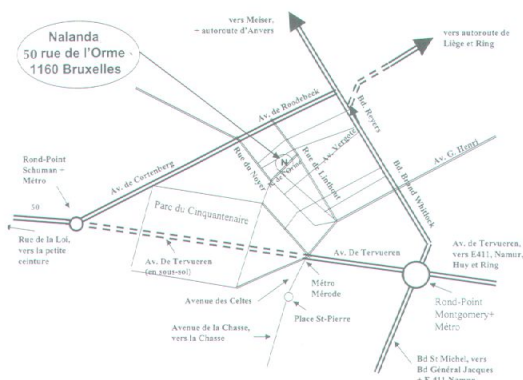 Nalanda
50 rue de l'Orme
1160 Bruxelles
vers Meiser,
+ autoroute d'Anvers
vers autoroute de
Liège et Ring
Av. de Roodebeck
Bd. Reyers
Av. Vergote
Av. G. Henri
Rue du Noyer
N
R. de l'Orme
Rue de Linthout
Bd. Brand Whitlock
Rond-Point
Schuman +
Métro
Av. de Cortenberg
Parc du Cinquantenaire
50
Rue de la Loi,
vers la petite
ceinture
Av. De Tervueren
(en sous-sol)
Av. De Tervueren
Av. de Tervueren,
vers E411, Namur,
Huy et Ring
Métro
Mérode
Avenue des Celtes
Place St-Pierre
Rond-Point
Montgomery+
Métro
Avenue de la Chasse,
vers la Chasse
Bd St Michel, vers
Bd Général Jacques
+ E 411 Namur